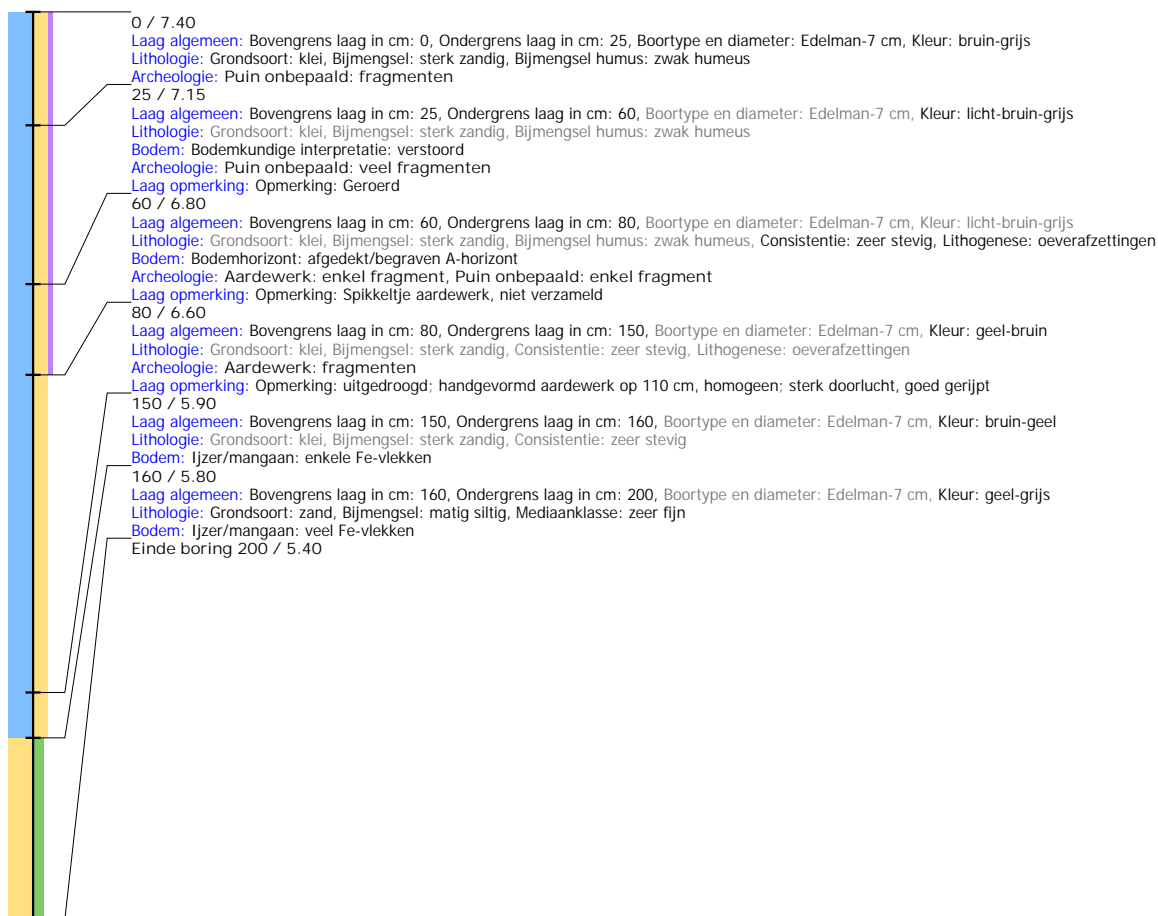 0 / 7.40
Laag algemeen: Bovengrens laag in cm: 0, Ondergrens laag in cm: 25, Boortype en diameter: Edelman-7 cm, Kleur: bruin-grijs
Lithologie: Grondsoort: klei, Bijmengsel: sterk zandig, Bijmengsel humus: zwak humeus
Archeologie: Puin onbepaald: fragmenten
25 / 7.15
Laag algemeen: Bovengrens laag in cm: 25, Ondergrens laag in cm: 60, Boortype en diameter: Edelman-7 cm, Kleur: licht-bruin-grijs
Lithologie: Grondsoort: klei, Bijmengsel: sterk zandig, Bijmengsel humus: zwak humeus
Bodem: Bodemkundige interpretatie: verstoord
Archeologie: Puin onbepaald: veel fragmenten
Laag opmerking: Opmerking: Geroerd
60 / 6.80
Laag algemeen: Bovengrens laag in cm: 60, Ondergrens laag in cm: 80, Boortype en diameter: Edelman-7 cm, Kleur: licht-bruin-grijs
Lithologie: Grondsoort: klei, Bijmengsel: sterk zandig, Bijmengsel humus: zwak humeus, Consistentie: zeer stevig, Lithogenese: oeverafzettingen
Bodem: Bodemhorizont: afgedekt/begraven A-horizont
Archeologie: Aardewerk: enkel fragment, Puin onbepaald: enkel fragment
Laag opmerking: Opmerking: Spikkeltje aardewerk, niet verzameld
80 / 6.60
Laag algemeen: Bovengrens laag in cm: 80, Ondergrens laag in cm: 150, Boortype en diameter: Edelman-7 cm, Kleur: geel-bruin
Lithologie: Grondsoort: klei, Bijmengsel: sterk zandig, Consistentie: zeer stevig, Lithogenese: oeverafzettingen
Archeologie: Aardewerk: fragmenten
Laag opmerking: Opmerking: uitgedroogd; handgevormd aardewerk op 110 cm, homogeen; sterk doorlucht, goed gerijpt
150 / 5.90
Laag algemeen: Bovengrens laag in cm: 150, Ondergrens laag in cm: 160, Boortype en diameter: Edelman-7 cm, Kleur: bruin-geel
Lithologie: Grondsoort: klei, Bijmengsel: sterk zandig, Consistentie: zeer stevig
Bodem: Ijzer/mangaan: enkele Fe-vlekken
160 / 5.80
Laag algemeen: Bovengrens laag in cm: 160, Ondergrens laag in cm: 200, Boortype en diameter: Edelman-7 cm, Kleur: geel-grijs
Lithologie: Grondsoort: zand, Bijmengsel: matig siltig, Mediaanklasse: zeer fijn
Bodem: Ijzer/mangaan: veel Fe-vlekken
Einde boring 200 / 5.40